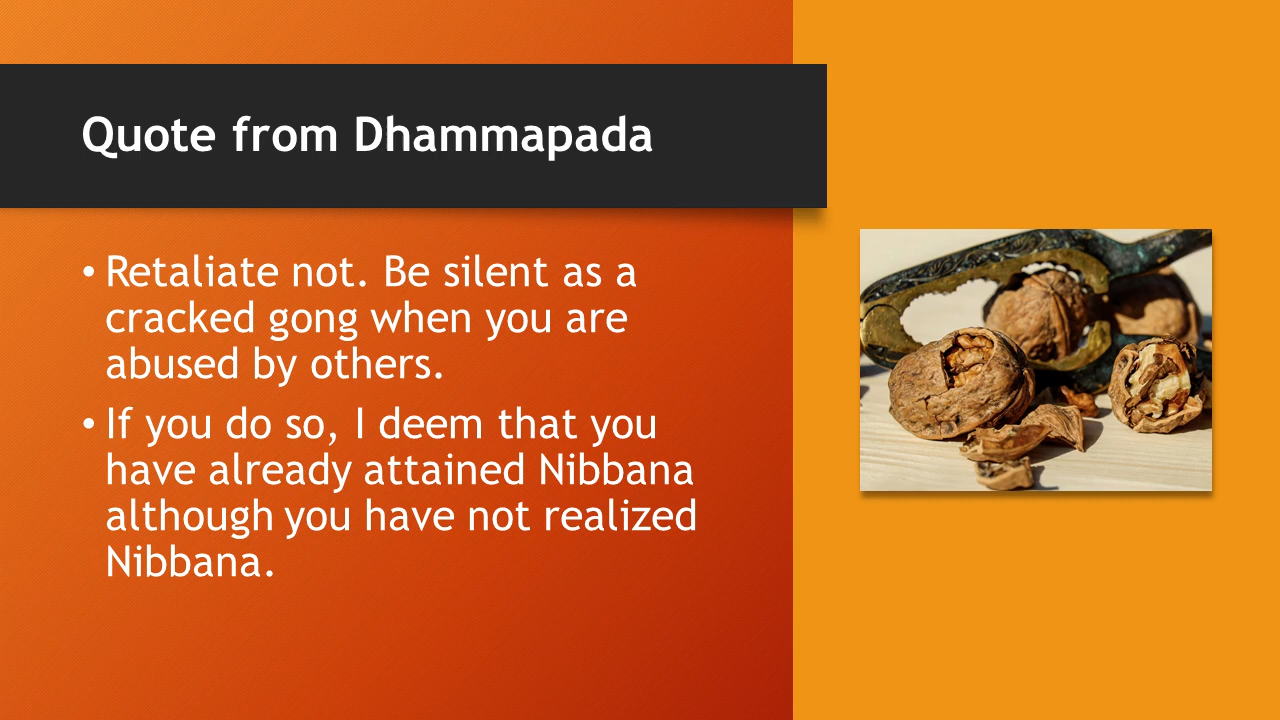 Quote from Dhammapada
• Retaliate not. Be silent as a
cracked gong when you are
abused by others.
• If you do so, I deem that you
have already attained Nibbana
although you have not realized
Nibbana.